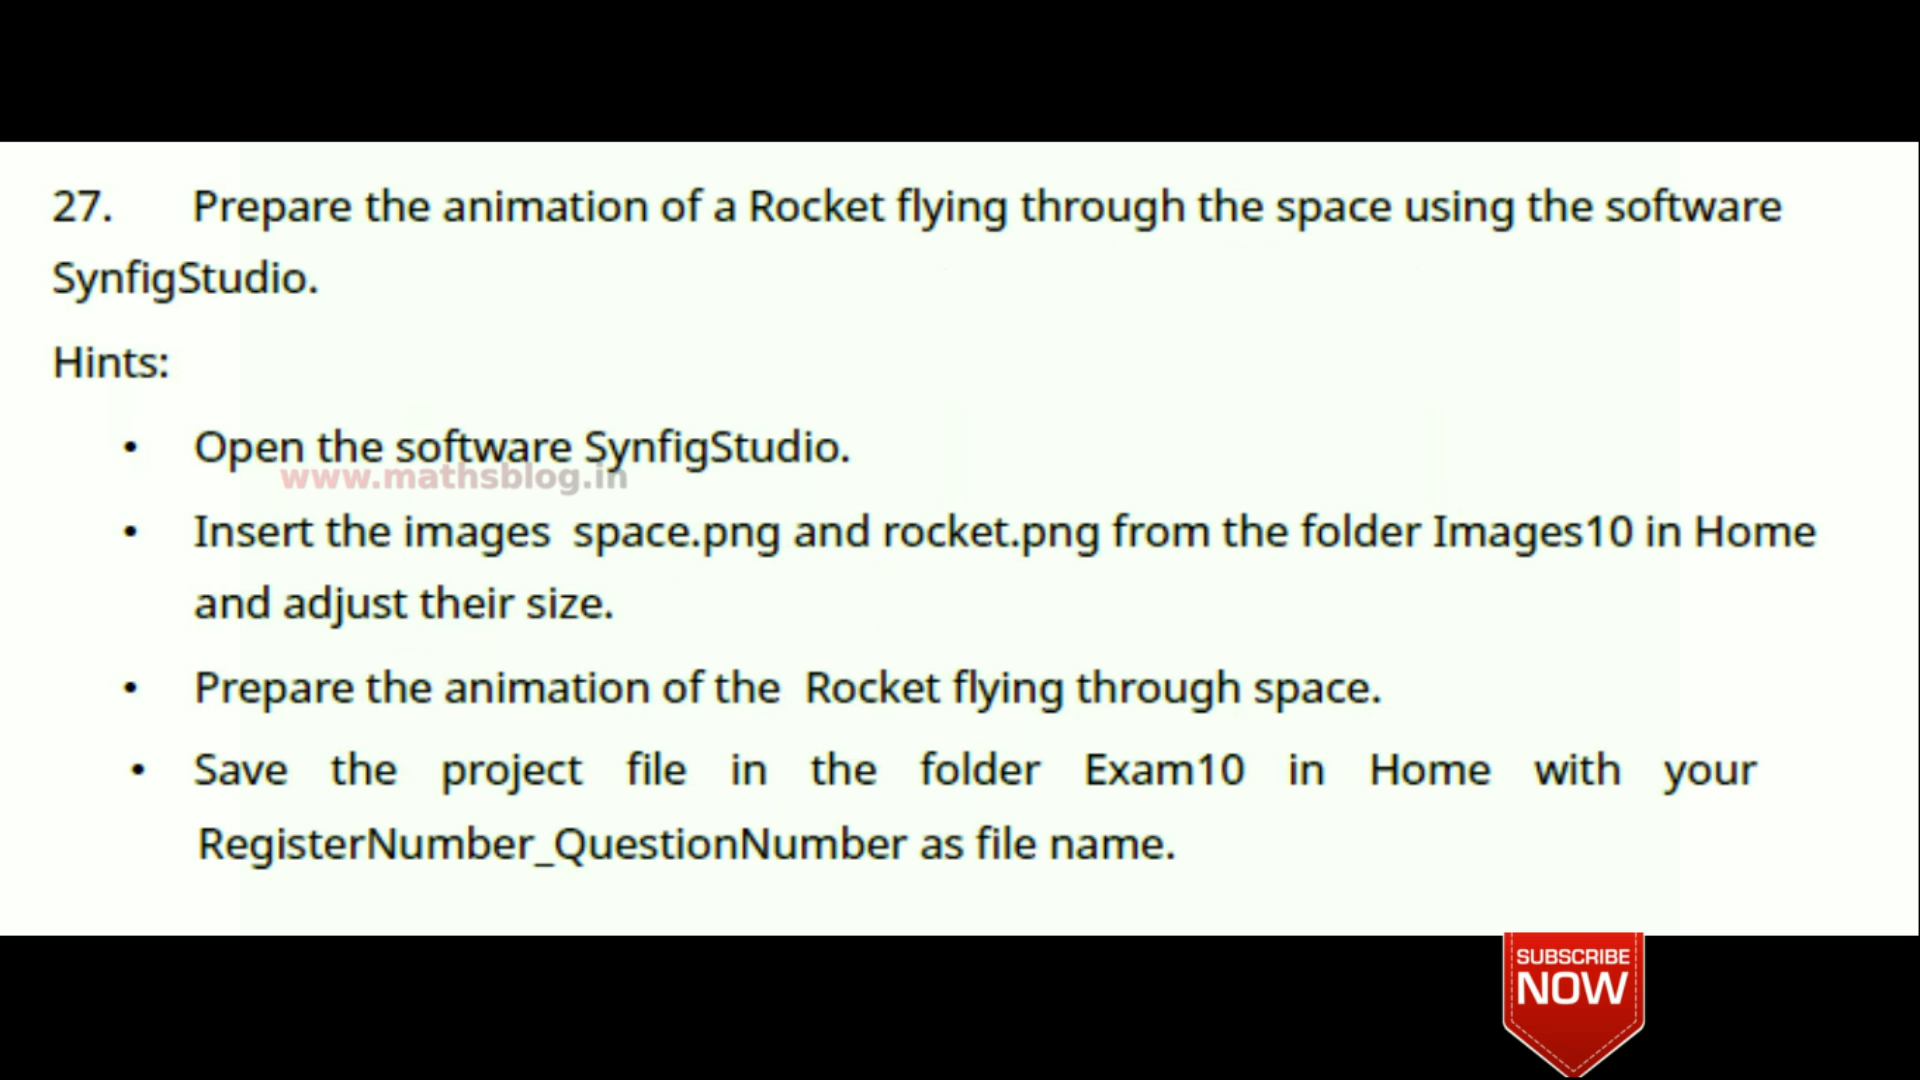 27. Prepare the animation of a Rocket flying through the space using the software
SynfigStudio.
Hints:
• Open the software SynfigStudio.
www.mathsblog.in
• Insert the images space.png and rocket.png from the folder Images10 in Home
and adjust their size.
• Prepare the animation of the Rocket flying through space.
• Save the project file in the folder Exam10 in Home with your
RegisterNumber_QuestionNumber as file name.
SUBSCRIBE
NOW